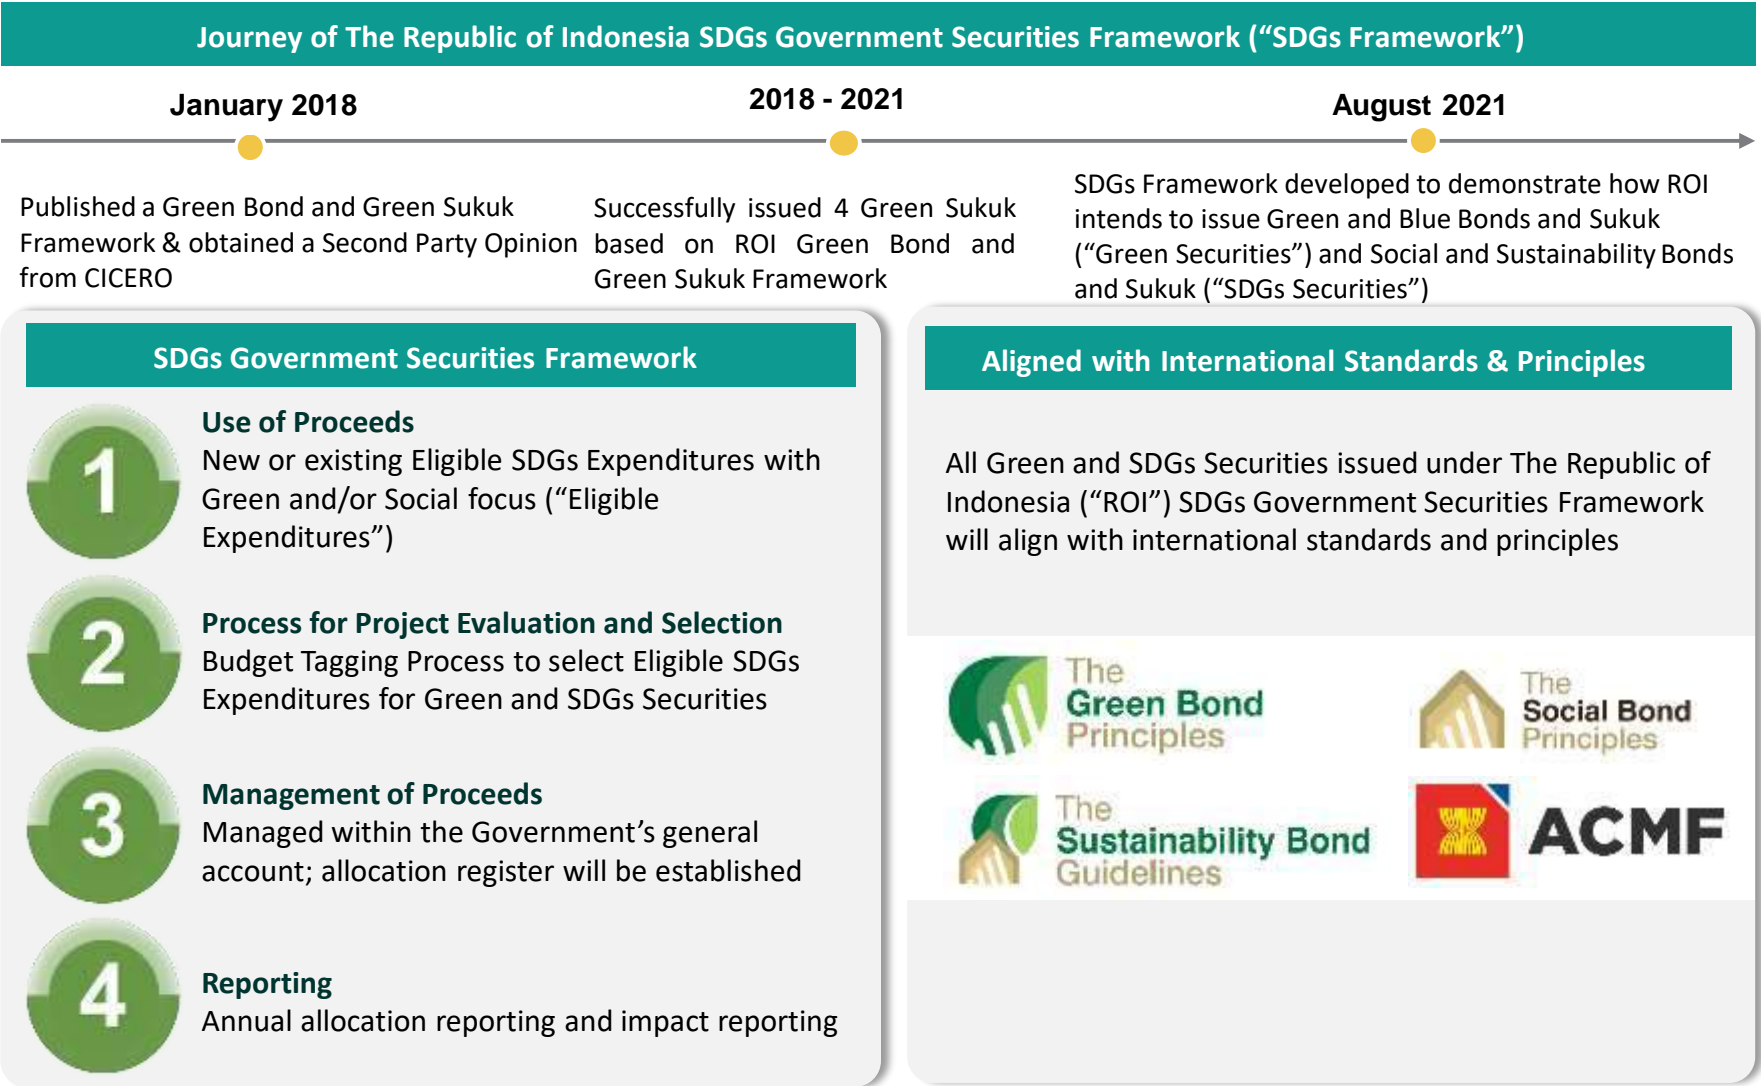 Journey of The Republic of Indonesia SDGs Government Securities Framework (“SDGs Framework”)
January 2018
2018 - 2021
August 2021
Published a Green Bond and Green Sukuk
Framework & obtained a Second Party Opinion
from CICERO
Successfully issued 4 Green Sukuk
based on ROI Green Bond and
Green Sukuk Framework
SDGs Framework developed to demonstrate how ROI
intends to issue Green and Blue Bonds and Sukuk
(“Green Securities”) and Social and Sustainability Bonds
and Sukuk (“SDGs Securities”)
SDGs Government Securities Framework
1
Use of Proceeds
New or existing Eligible SDGs Expenditures with
Green and/or Social focus (“Eligible
Expenditures”)
2
Process for Project Evaluation and Selection
Budget Tagging Process to select Eligible SDGs
Expenditures for Green and SDGs Securities
3
Management of Proceeds
Managed within the Government’s general
account; allocation register will be established
4
Reporting
Annual allocation reporting and impact reporting
Aligned with International Standards & Principles
All Green and SDGs Securities issued under The Republic of
Indonesia (“ROI”) SDGs Government Securities Framework
will align with international standards and principles
The
Green Bond
Principles
The
Social Bond
Principles
The
Sustainability Bond
Guidelines
ACMF